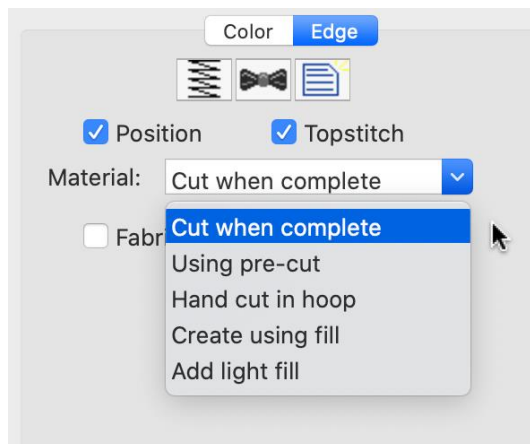 Color Edge
Position Topstitch
Material: Cut when complete
Cut when complete
Fabr
Using pre-cut
Hand cut in hoop
Create using fill
Add light fill